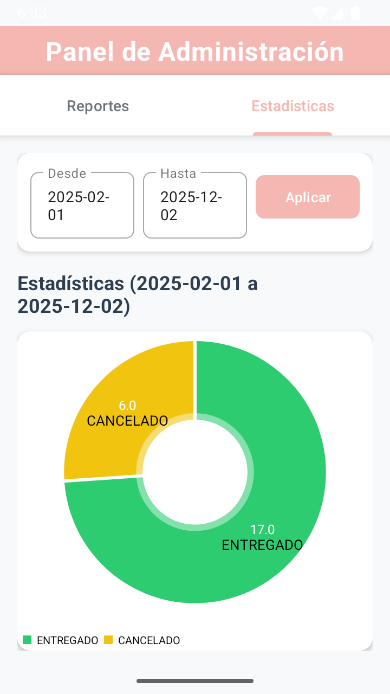 Panel de Administración
Reportes
Estadisticas
Desde
2025-02-
01
Hasta
2025-12-
02
Aplicar
Estadísticas (2025-02-01 a
2025-12-02)
6.0
CANCELADO
17.0
ENTREGADO
ENTREGADO
CANCELADO